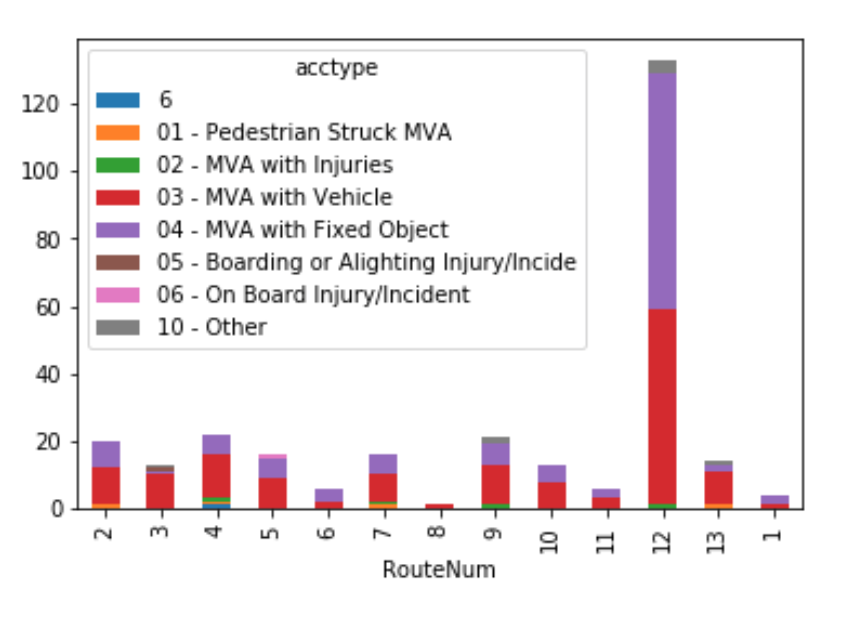 acctype
6
01 - Pedestrian Struck MVA
02 - MVA with Injuries
03 - MVA with Vehicle
04 - MVA with Fixed Object
05 - Boarding or Alighting Injury/Incide
06 - On Board Injury/Incident
10 - Other
120
100
80
60
40
20
0
2 3 4 5 6 7 8 9 10 11 12 13 1
RouteNum